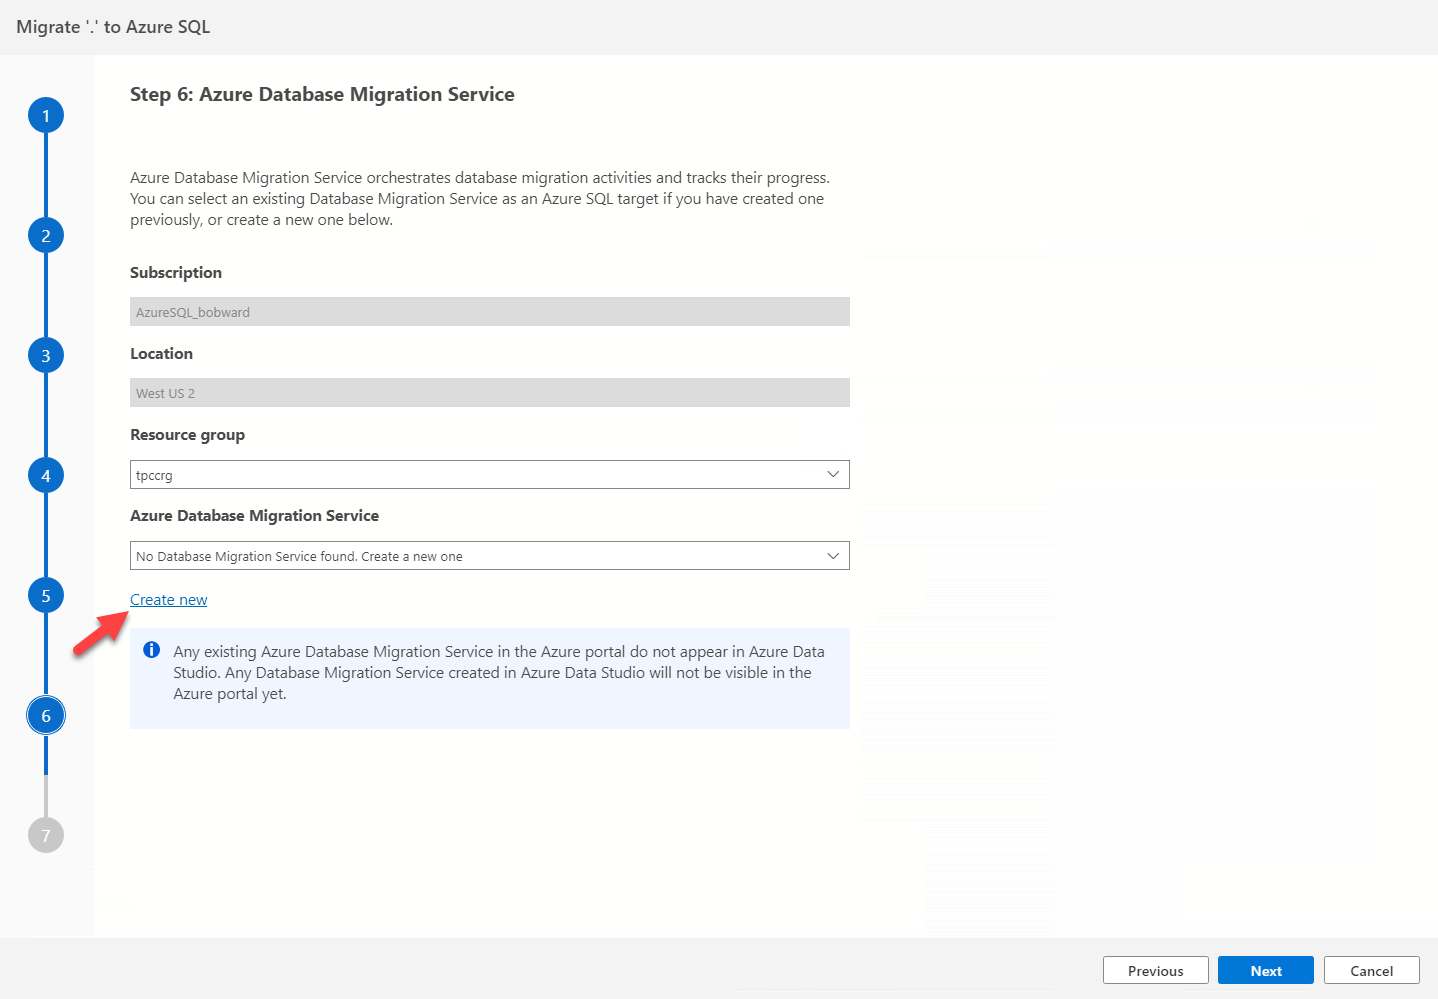 Migrate '.' to Azure SQL
1
2
3
4
5
6
7
Step 6: Azure Database Migration Service
Azure Database Migration Service orchestrates database migration activities and tracks their progress.
You can select an existing Database Migration Service as an Azure SQL target if you have created one
previously, or create a new one below.
Subscription
AzureSQL_bobward
Location
West US 2
Resource group
tpccrg
Azure Database Migration Service
No Database Migration Service found. Create a new one
Create new
Any existing Azure Database Migration Service in the Azure portal do not appear in Azure Data
Studio. Any Database Migration Service created in Azure Data Studio will not be visible in the
Azure portal yet.
Previous
Next
Cancel